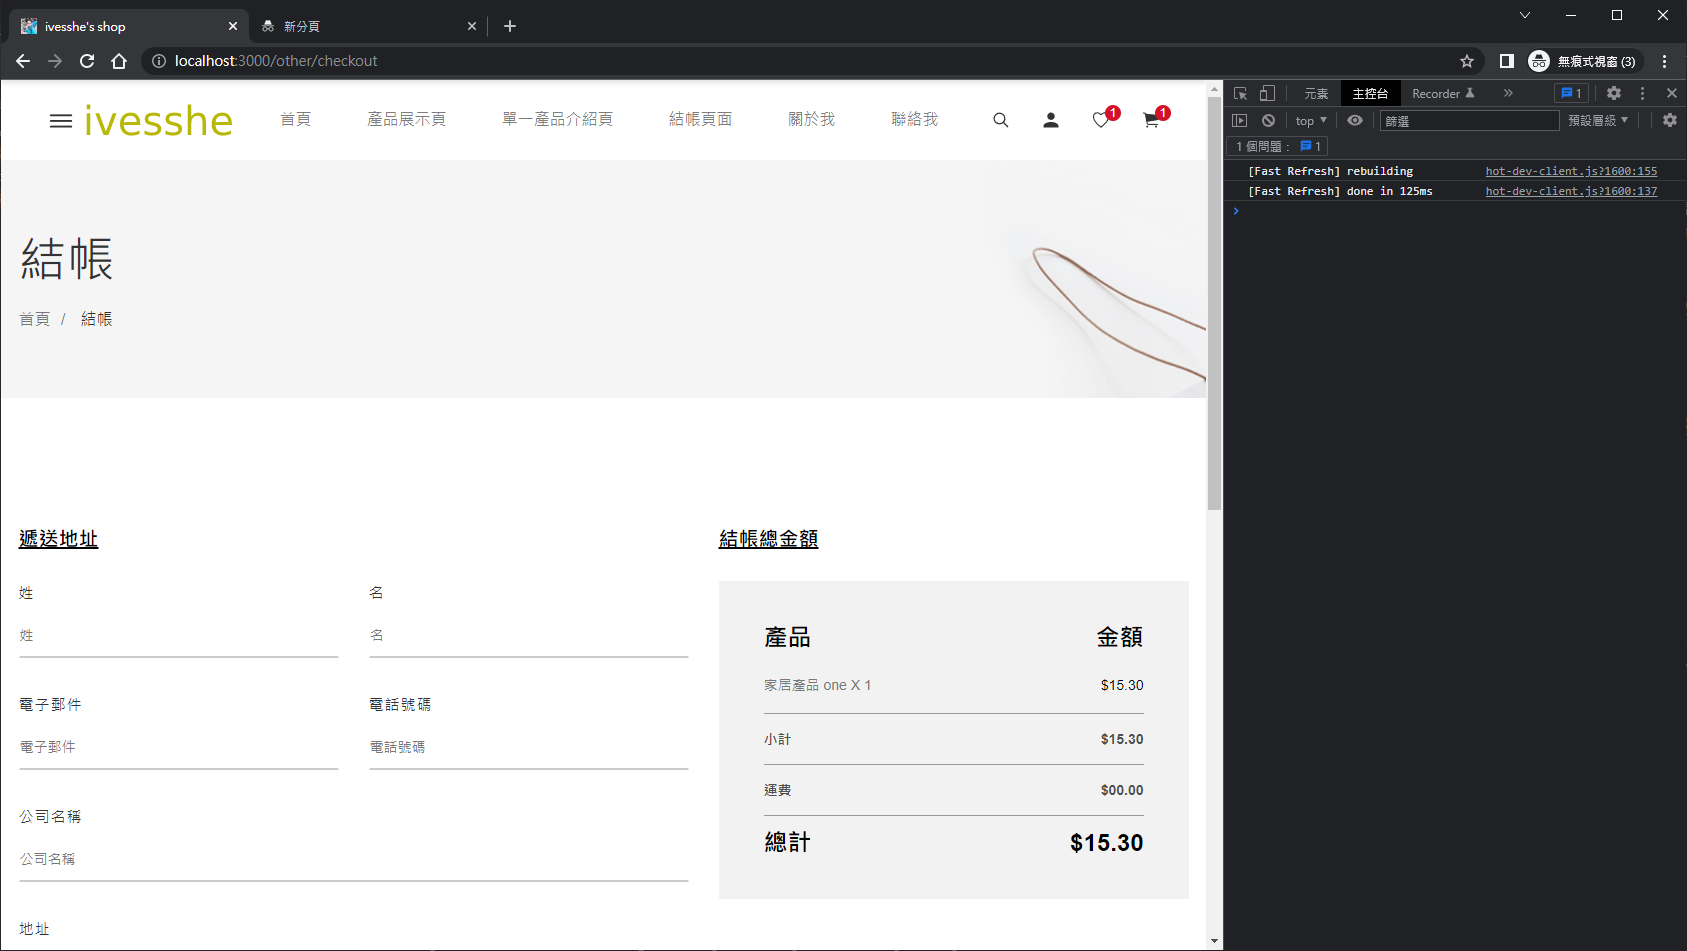 ivesshe's shop
新分頁
localhost:3000/other/checkout
無痕式視窗 (3)
ivesshe
首頁
產品展示頁
單一產品介紹頁
結帳頁面
關於我
聯絡我
1
1
結帳
首頁 / 結帳
遞送地址
姓
名
姓
名
電子郵件
電話號碼
電子郵件
電話號碼
公司名稱
公司名稱
地址
結帳總金額
產品 金額
家居產品 one X 1 $15.30
小計 $15.30
運費 $00.00
總計 $15.30
元素 主控台 Recorder » 1
top 篩選 預設層級
1 個問題： 1
[Fast Refresh] rebuilding hot-dev-client.js?1600:155
[Fast Refresh] done in 125ms hot-dev-client.js?1600:137